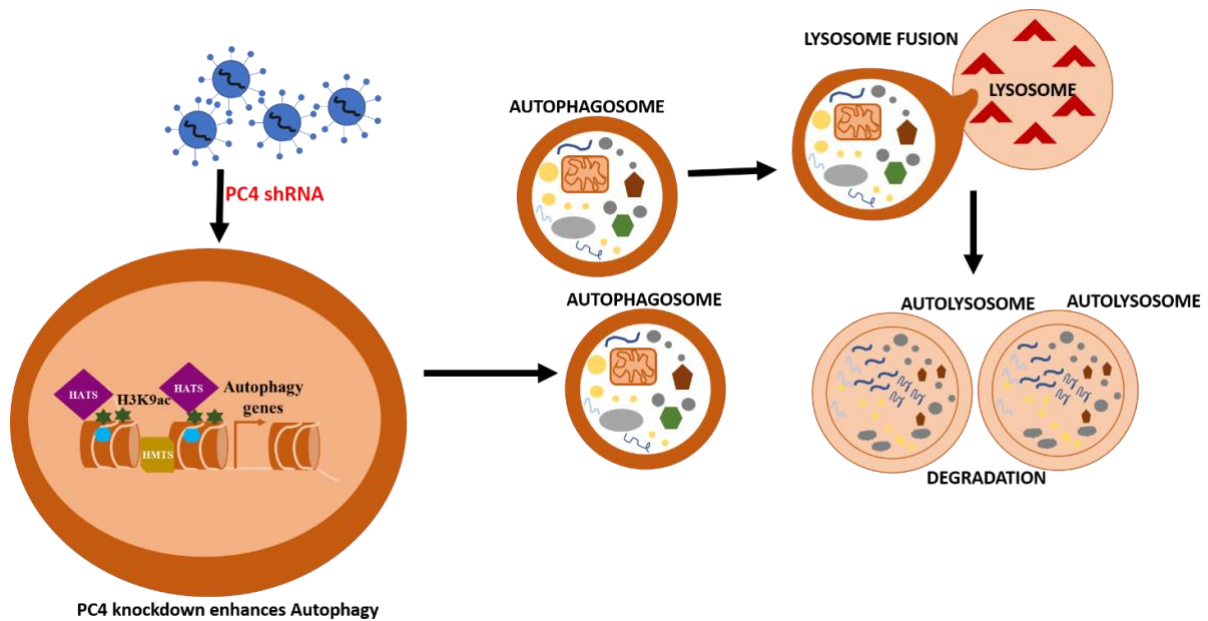 PC4 shRNA
HATS
H3K9ac
HATS
Autophagy
genes
HMTS
PC4 knockdown enhances Autophagy
AUTOPHAGOSOME
AUTOPHAGOSOME
LYSOSOME FUSION
LYSOSOME
AUTOLYSOSOME
AUTOLYSOSOME
DEGRADATION